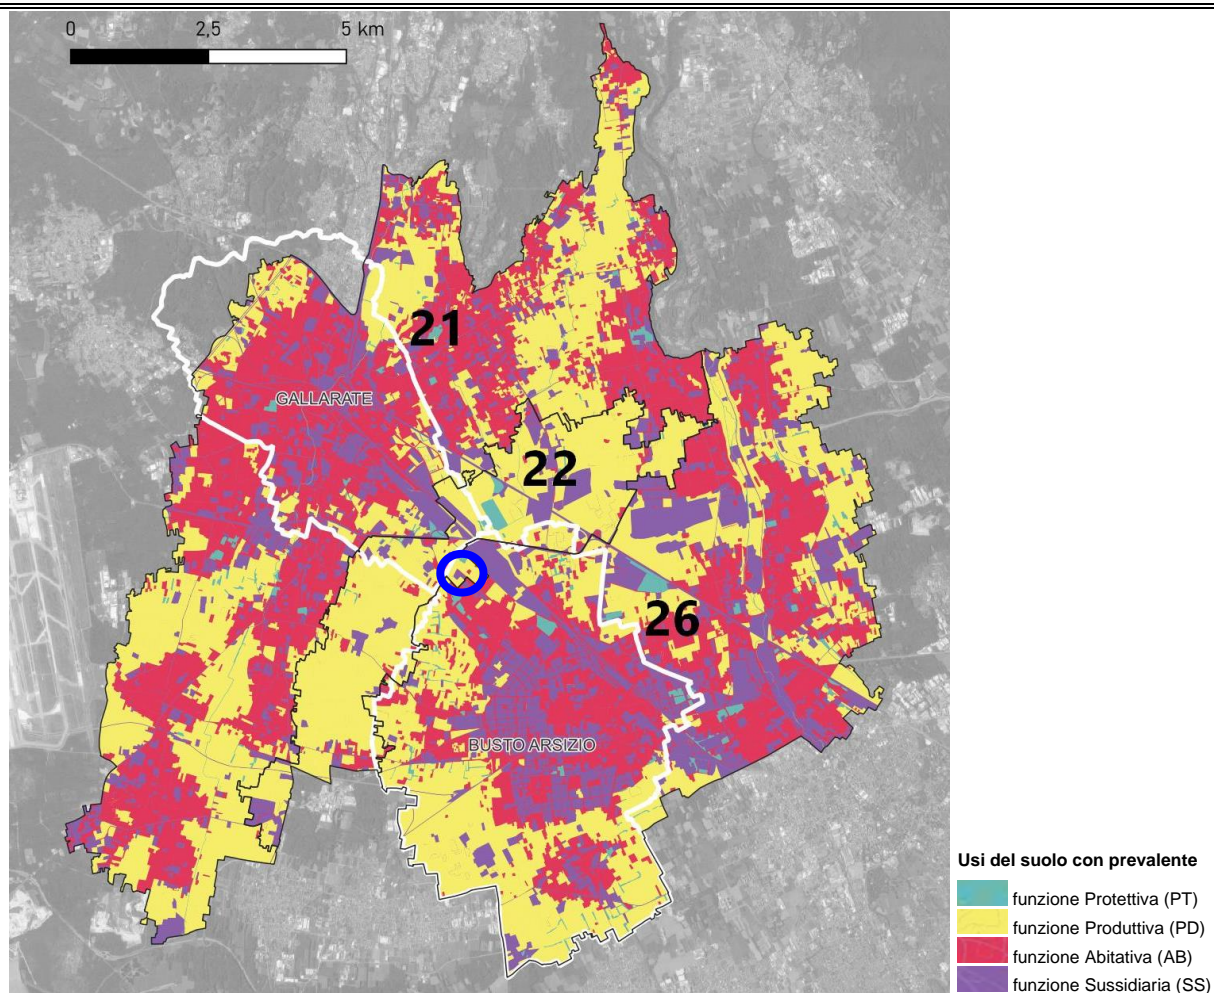 0 2,5 5 km
21
GALLARATE
22
26
BUSTO ARSIZIO
Usi del suolo con prevalente
funzione Protettiva (PT)
funzione Produttiva (PD)
funzione Abitativa (AB)
funzione Sussidiaria (SS)